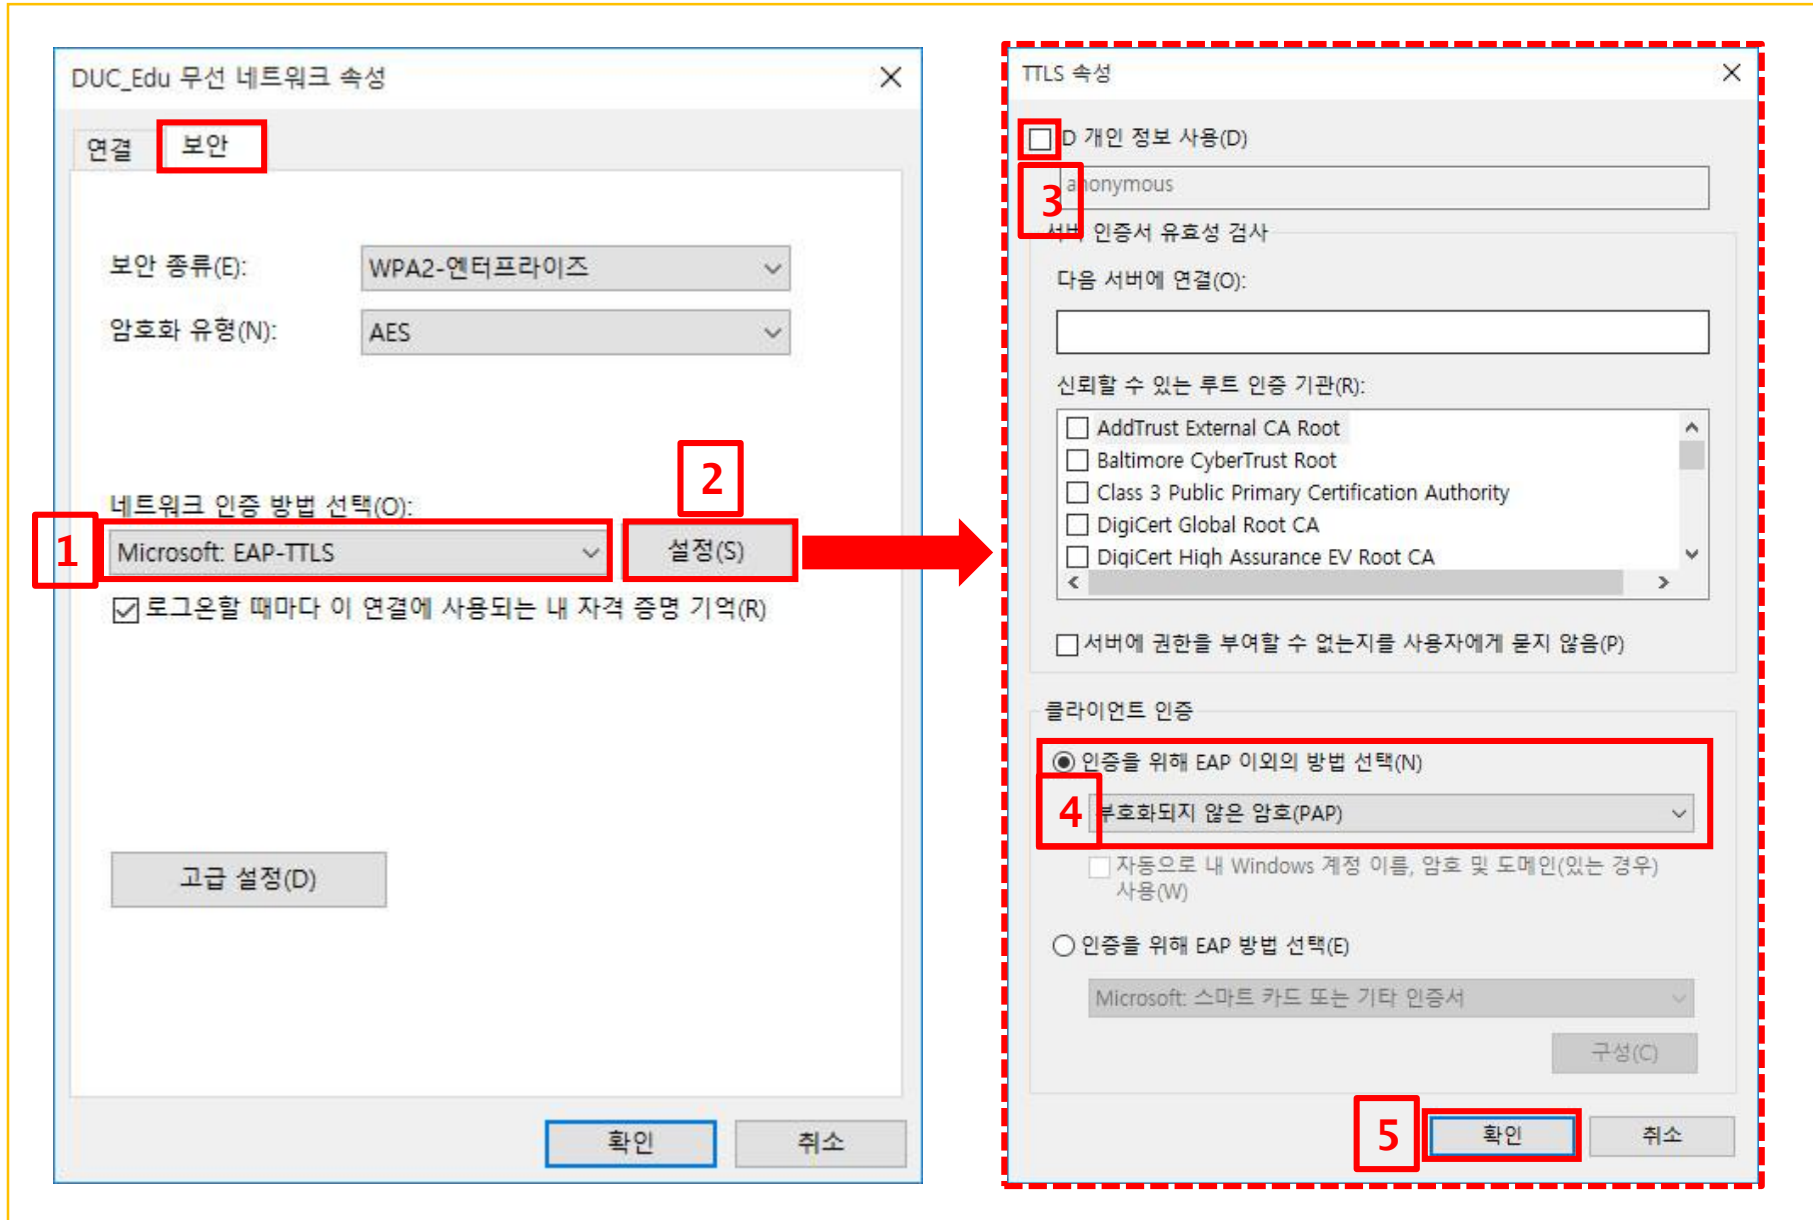 DUC_Edu 무선 네트워크 속성
연결
보안
보안 종류(E):
WPA2-엔터프라이즈
암호화 유형(N):
AES
2
네트워크 인증 방법 선택(O):
1
Microsoft: EAP-TTLS
설정(S)
로그온할 때마다 이 연결에 사용되는 내 자격 증명 기억(R)
고급 설정(D)
확인
취소
TTLS 속성
D 개인 정보 사용(D)
3
anonymous
서버 인증서 유효성 검사
다음 서버에 연결(O):
신뢰할 수 있는 루트 인증 기관(R):
AddTrust External CA Root
Baltimore CyberTrust Root
Class 3 Public Primary Certification Authority
DigiCert Global Root CA
DigiCert High Assurance EV Root CA
서버에 권한을 부여할 수 없는지를 사용자에게 묻지 않음(P)
클라이언트 인증
인증을 위해 EAP 이외의 방법 선택(N)
4
부호화되지 않은 암호(PAP)
자동으로 내 Windows 계정 이름, 암호 및 도메인(있는 경우)
사용(W)
인증을 위해 EAP 방법 선택(E)
Microsoft: 스마트 카드 또는 기타 인증서
구성(C)
5
확인
취소